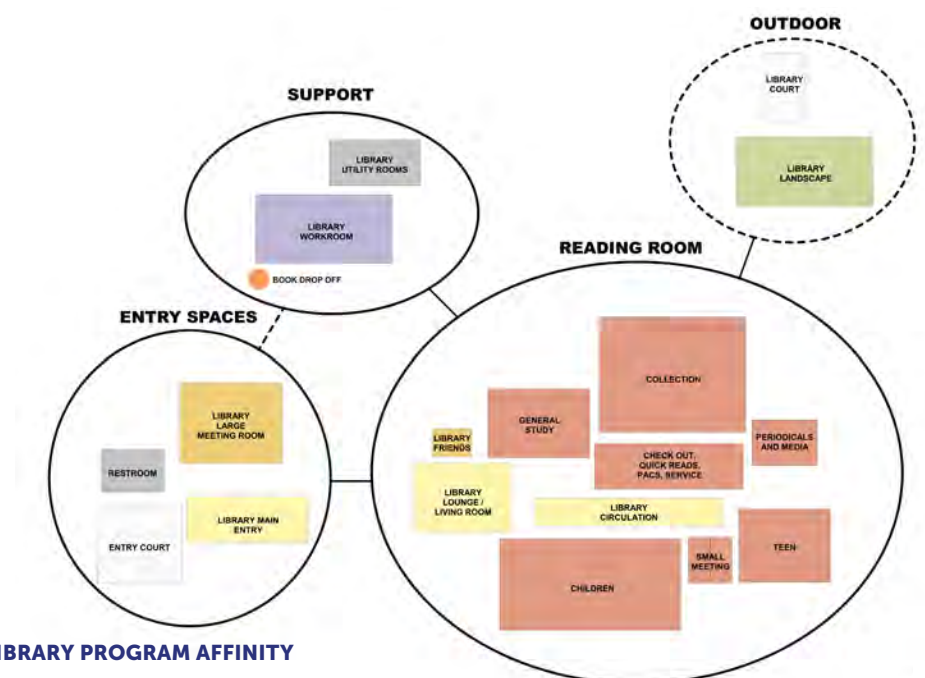 OUTDOOR
LIBRARY
COURT
LIBRARY
LANDSCAPE
SUPPORT
LIBRARY
UTILITY ROOMS
LIBRARY
WORKROOM
BOOK DROP OFF
ENTRY SPACES
LIBRARY
LARGE
MEETING ROOM
RESTROOM
LIBRARY MAIN
ENTRY
ENTRY COURT
READING ROOM
COLLECTION
GENERAL
STUDY
LIBRARY
FRIENDS
PERIODICALS
AND MEDIA
CHECK OUT,
QUICK READS,
PACS, SERVICE
LIBRARY
LOUNGE /
LIVING ROOM
LIBRARY
CIRCULATION
CHILDREN
SMALL
MEETING
TEEN
IBRARY PROGRAM AFFINITY